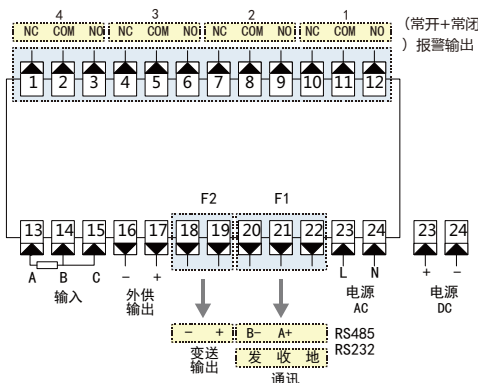 4 3 2 1
NC COM NO NC COM NO NC COM NO NC COM NO
(常开+常闭
) 报警输出
1 2 3 4 5 6 7 8 9 10 11 12
F2 F1
13 14 15 16 17 18 19 20 21 22 23 24 23 24
A B C - + L N + -
输入
外供
输出
电源
AC
电源
DC
- + B- A+ RS485
发 收 地 RS232
变送
输出
通讯